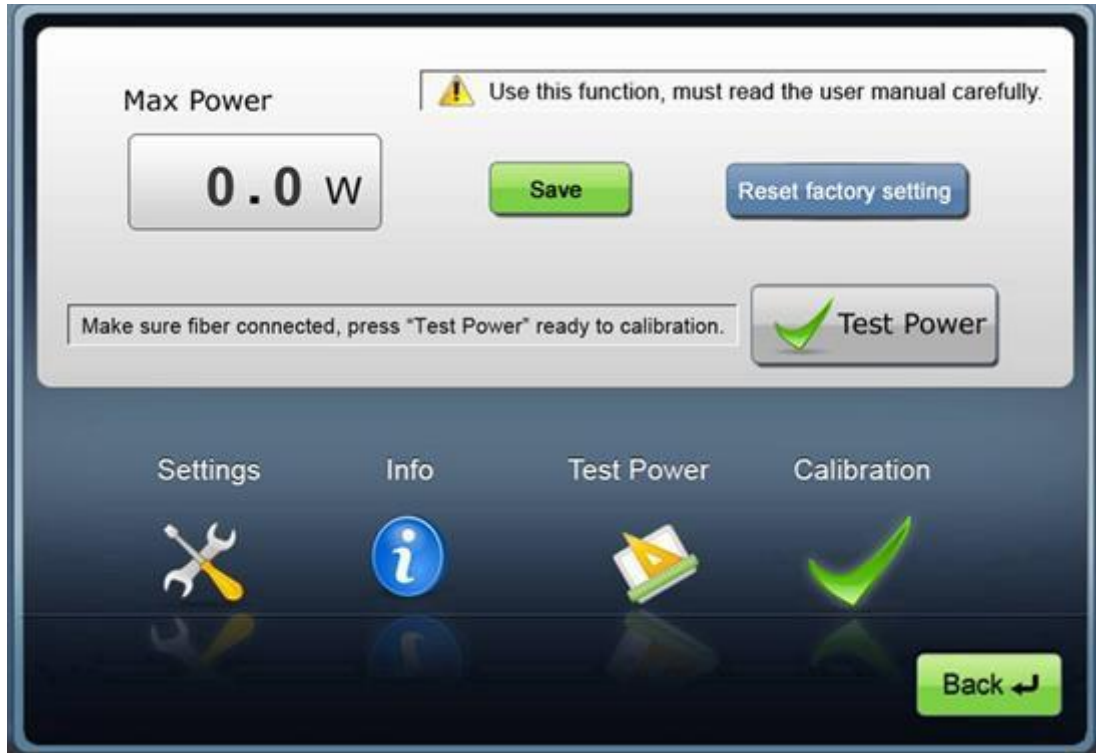 Max Power
Use this function, must read the user manual carefully.
0.0 W
Save
Reset factory setting
Make sure fiber connected, press “Test Power” ready to calibration.
Test Power
Settings
Info
Test Power
Calibration
Back